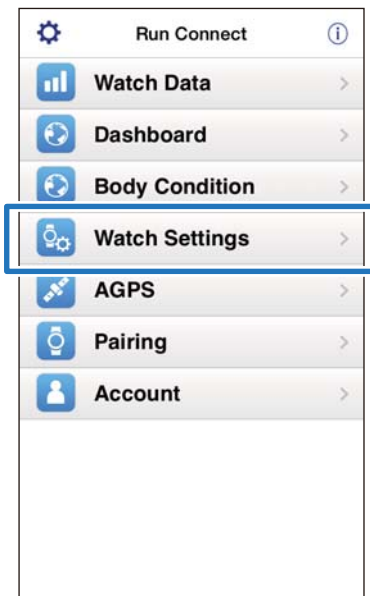 Run Connect
Watch Data
Dashboard
Body Condition
Watch Settings
AGPS
Pairing
Account